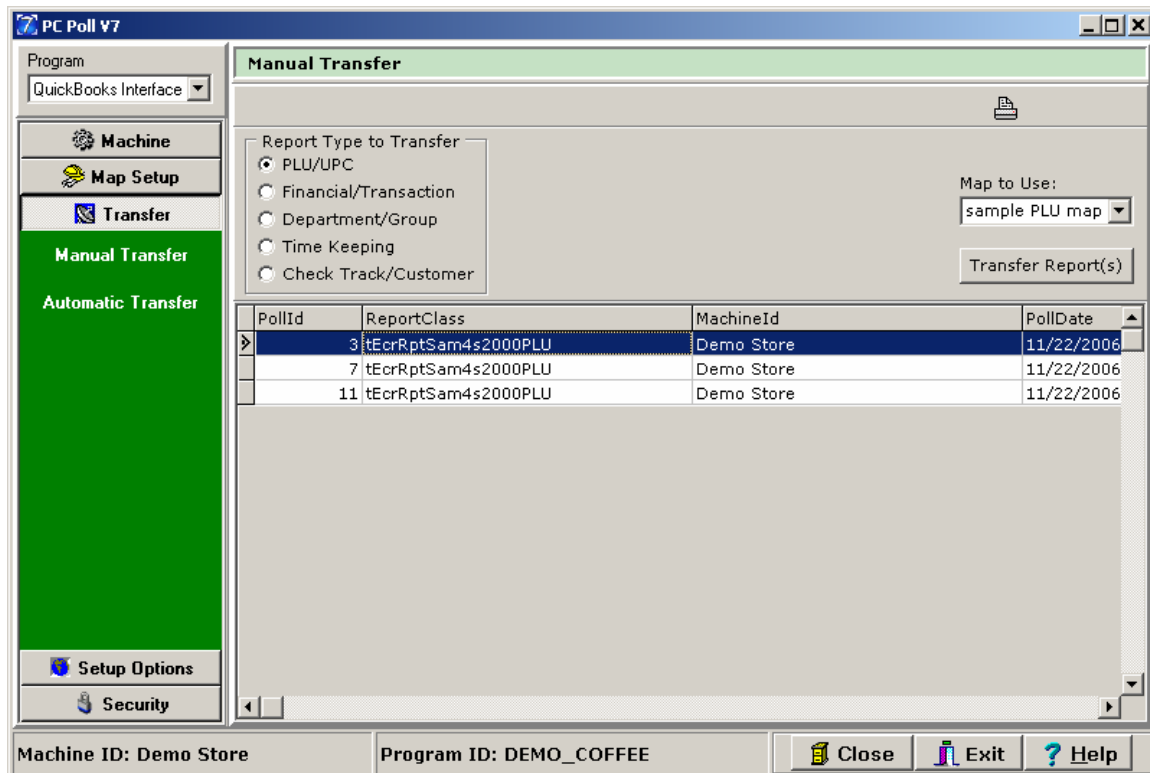 PC Poll V7
Program
QuickBooks Interface
Machine
Map Setup
Transfer
Manual Transfer
Automatic Transfer
Setup Options
Security
Manual Transfer
Report Type to Transfer
PLU/UPC
Financial/Transaction
Department/Group
Time Keeping
Check Track/Customer
Map to Use:
sample PLU map
Transfer Report(s)
PollId ReportClass MachineId PollDate
3 tEcrRptSam4s2000PLU Demo Store 11/22/2006
7 tEcrRptSam4s2000PLU Demo Store 11/22/2006
11 tEcrRptSam4s2000PLU Demo Store 11/22/2006
Machine ID: Demo Store Program ID: DEMO_COFFEE Close Exit Help